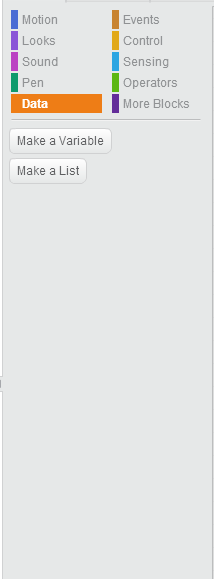 Motion
Looks
Sound
Pen
Data
Events
Control
Sensing
Operators
More Blocks
Make a Variable
Make a List